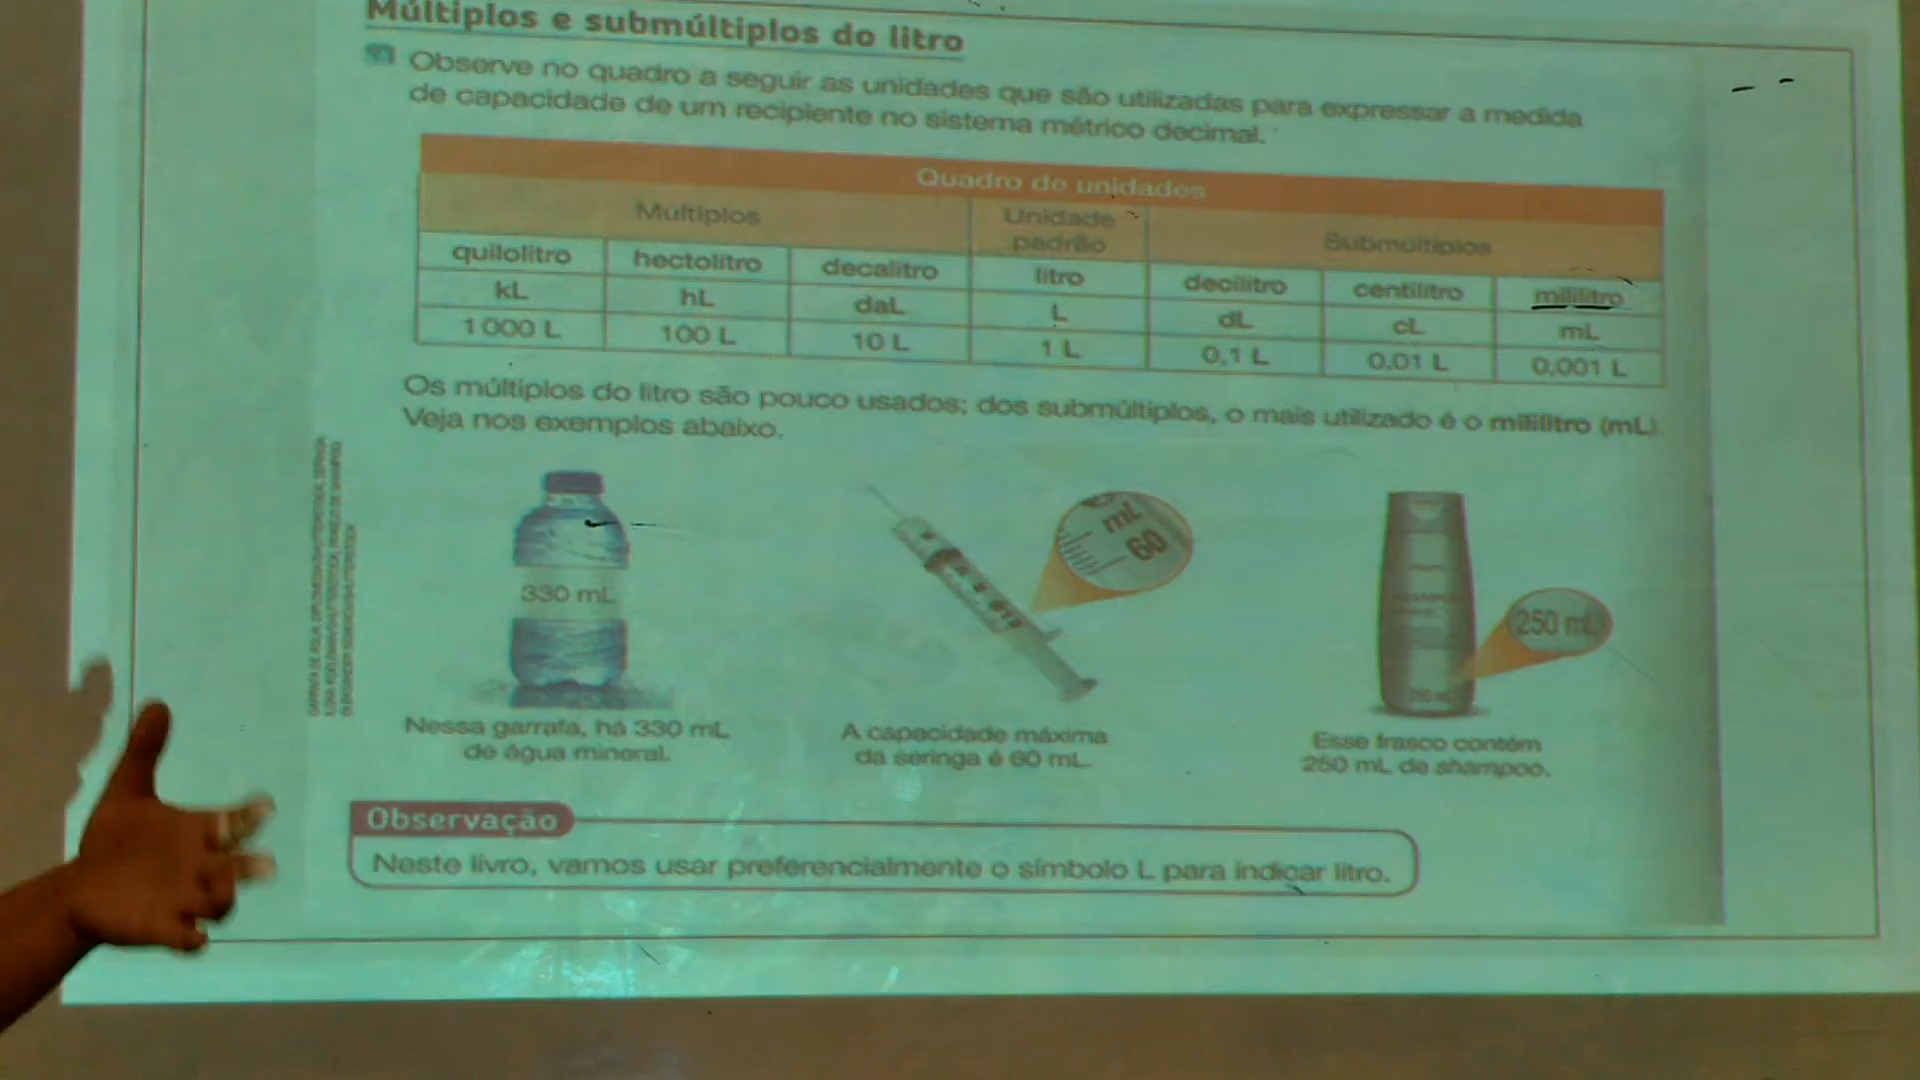 Múltiplos e submúltiplos do litro
Observe no quadro a seguir as unidades que são utilizadas para expressar a medida
de capacidade de um recipiente no sistema métrico decimal.
Quadro de unidades
Múltiplos
Unidade
padrão
Submúltiplos
quilolitro hectolitro decalitro litro decilitro centilitro mililitro
kL hL daL L dL cL mL
1 000 L 100 L 10 L 1 L 0,1 L 0,01 L 0,001 L
Os múltiplos do litro são pouco usados; dos submúltiplos, o mais utilizado é o mililitro (mL).
Veja nos exemplos abaixo.
330 mL
mL
60
250 mL
250 mL
Nessa garrafa, há 330 mL
de água mineral.
A capacidade máxima
da seringa é 60 mL.
Esse frasco contém
250 mL de shampoo.
Observação
Neste livro, vamos usar preferencialmente o símbolo L para indicar litro.